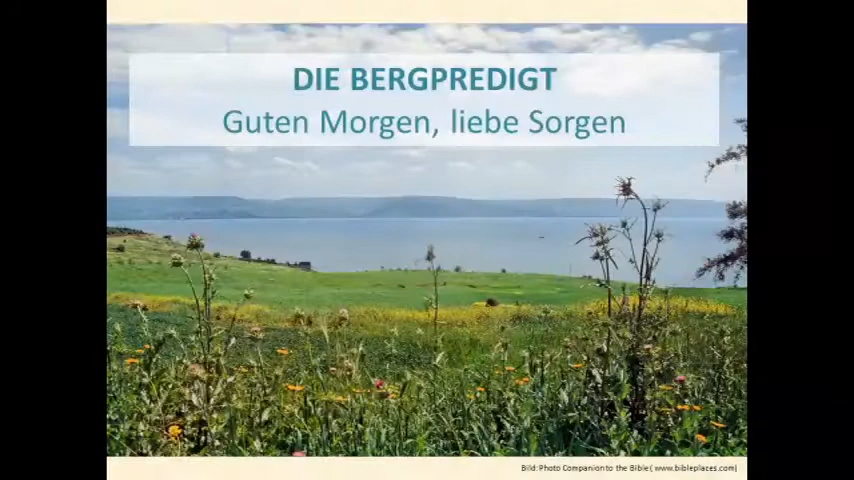 DIE BERGPREDIGT
Guten Morgen, liebe Sorgen
Bild: Photo Companion to the Bible ( www.bibleplaces.com)